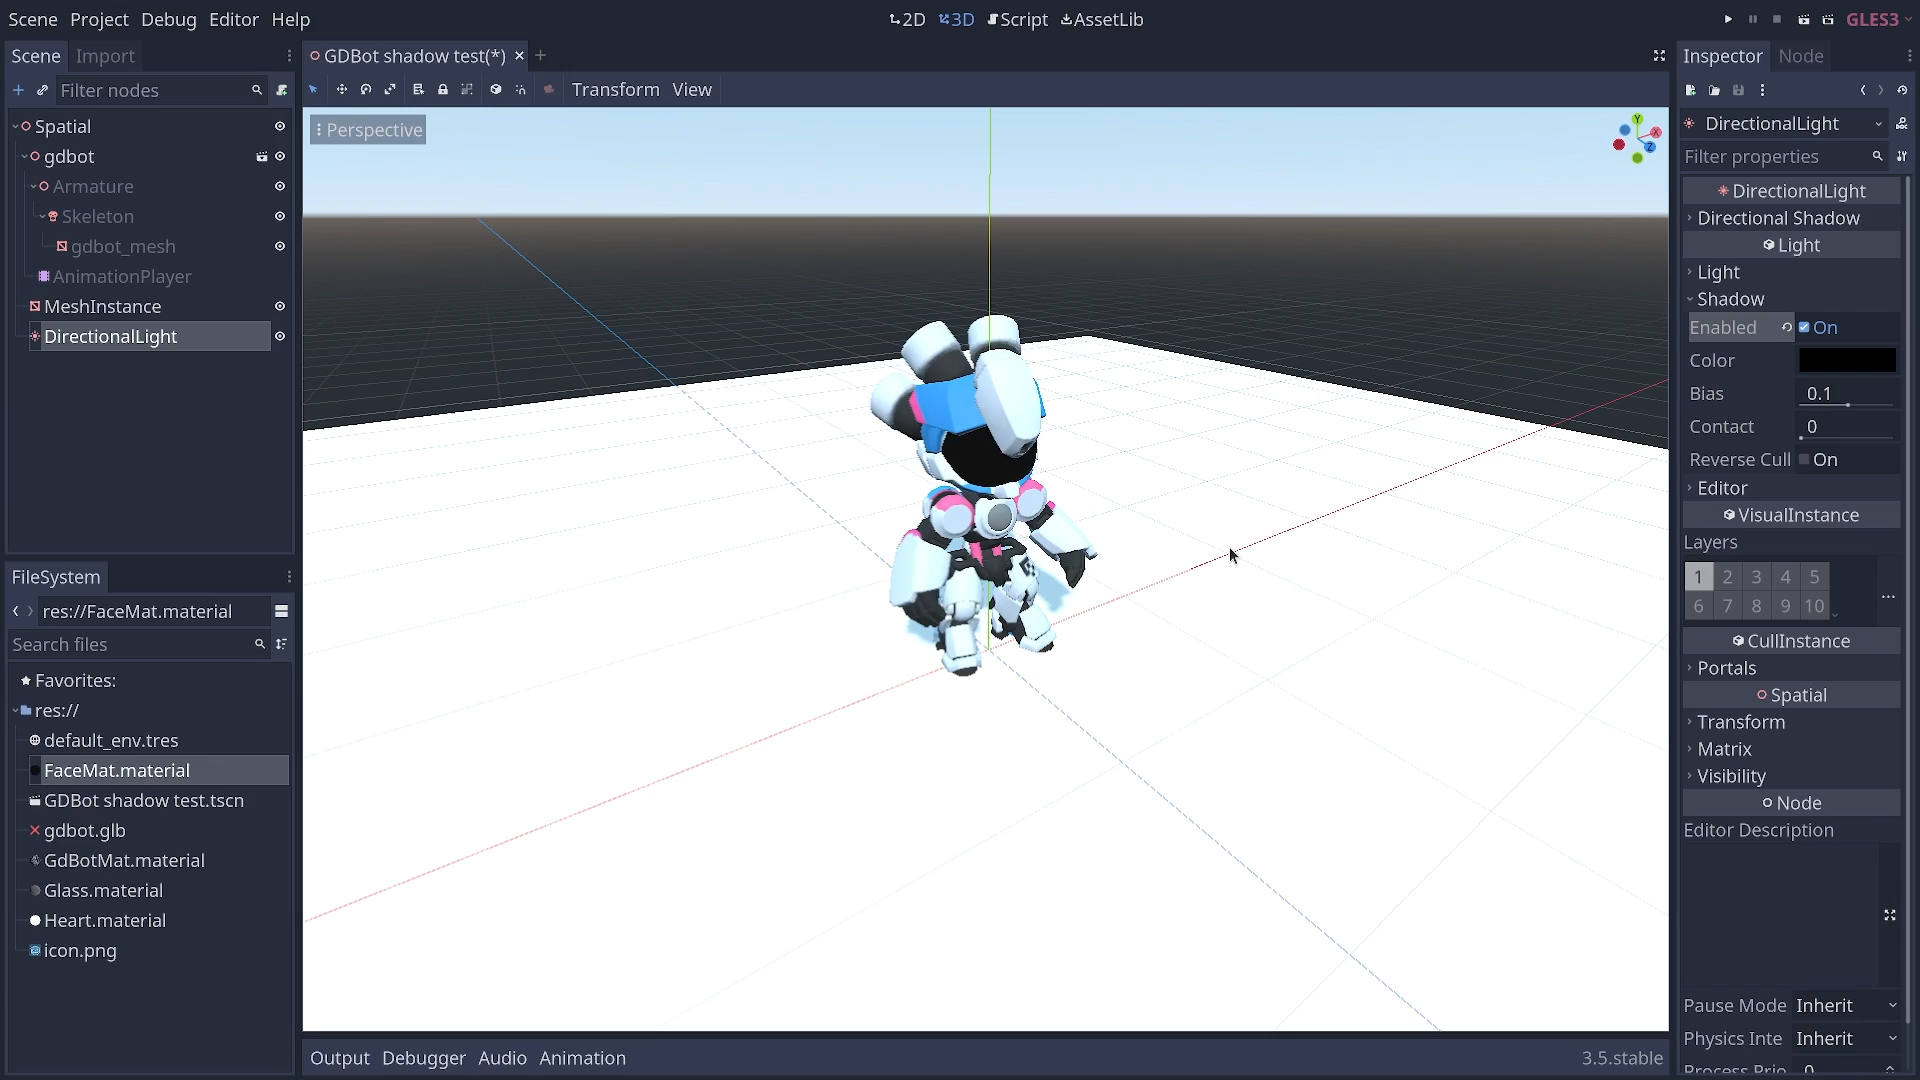 Scene Project Debug Editor Help
2D 3D Script AssetLib
GLES3
Scene Import
Filter nodes
Spatial
gdbot
Armature
Skeleton
gdbot_mesh
AnimationPlayer
MeshInstance
DirectionalLight
FileSystem
res://FaceMat.material
Search files
Favorites:
res://
default_env.tres
FaceMat.material
GDBot shadow test.tscn
gdbot.glb
GdBotMat.material
Glass.material
Heart.material
icon.png
GDBot shadow test(*)
Transform View
Perspective
Y
X
Z
Output Debugger Audio Animation
3.5.stable
Inspector Node
DirectionalLight
Filter properties
DirectionalLight
Directional Shadow
Light
Light
Shadow
Enabled On
Color
Bias 0.1
Contact 0
Reverse Cull On
Editor
VisualInstance
Layers
1 2 3 4 5
6 7 8 9 10
CullInstance
Portals
Spatial
Transform
Matrix
Visibility
Node
Editor Description
Pause Mode Inherit
Physics Inte Inherit
Process Prio 0